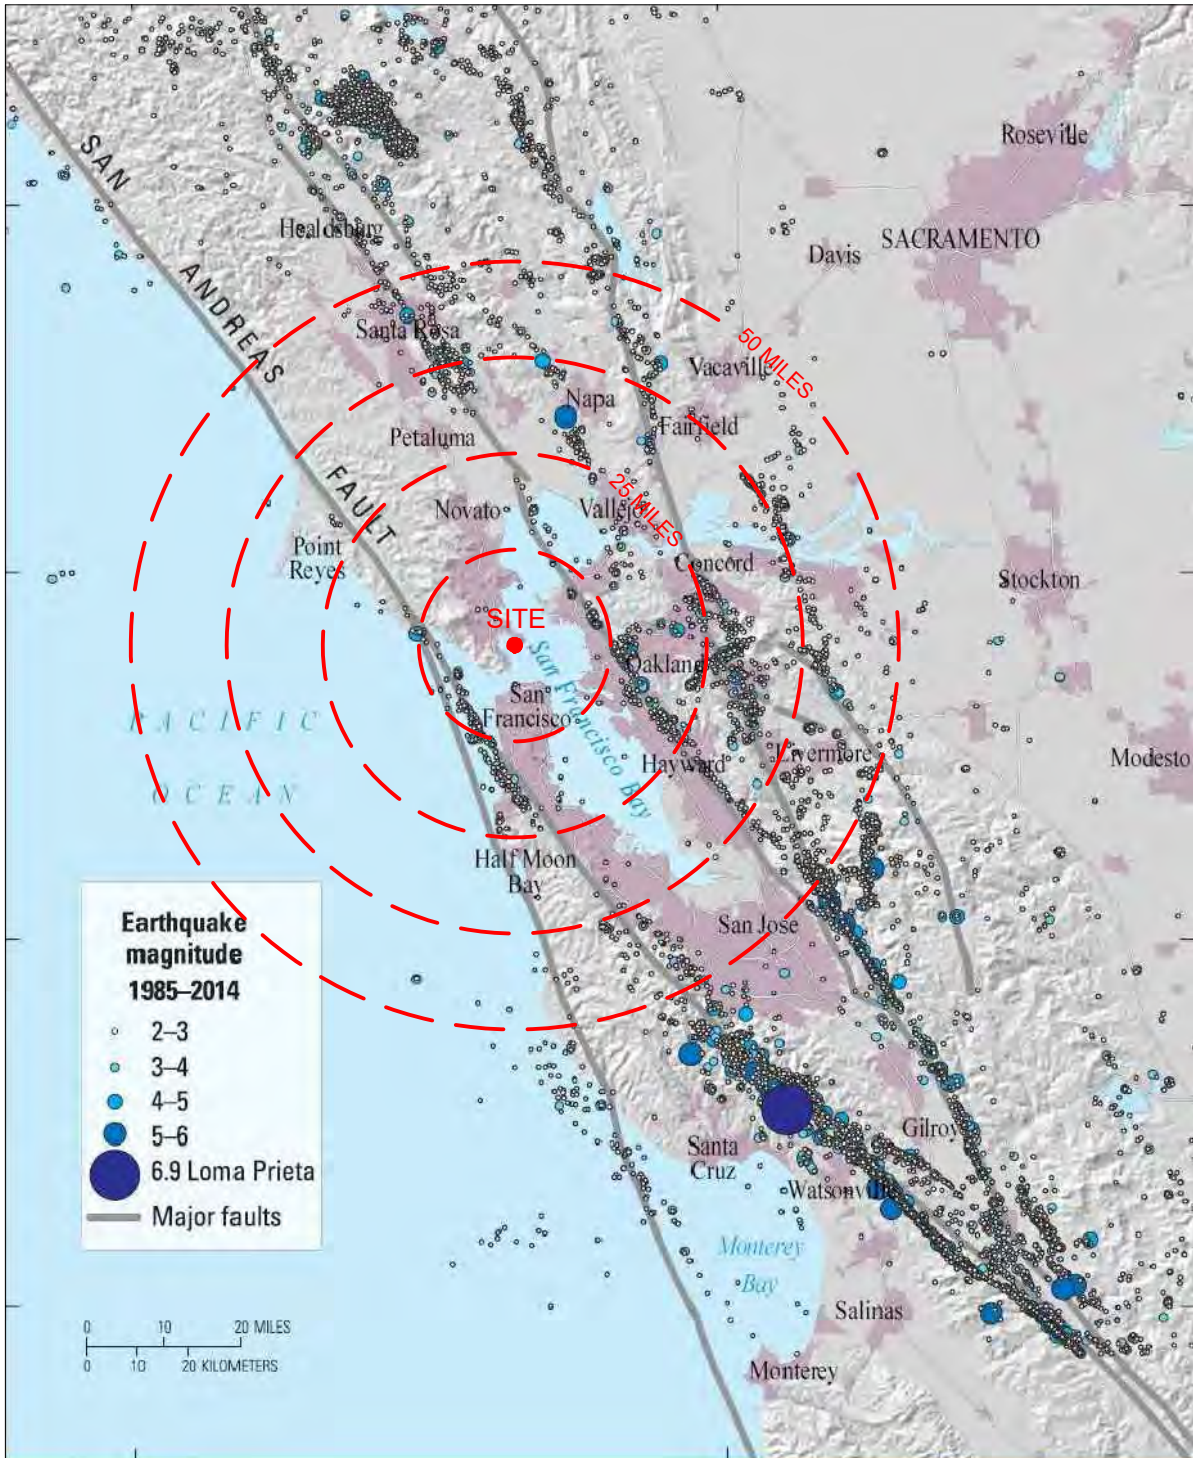 Roseville
SAN
ANDREAS
FAULT
Healdsburg
SACRAMENTO
Davis
Santa Rosa
50 MILES
Vacaville
Napa
Petaluma
Fairfield
25 MILES
Novato
Vallejo
Point
Reyes
Concord
Stockton
SITE
San Francisco Bay
Oakland
San
Francisco
PACIFIC
OCEAN
Hayward
Livermore
Modesto
Half Moon
Bay
San Jose
Earthquake
magnitude
1985–2014
2–3
3–4
4–5
5–6
6.9 Loma Prieta
Major faults
Gilroy
Santa
Cruz
Watsonville
Monterey
Bay
Salinas
Monterey
0 10 20 MILES
0 10 20 KILOMETERS